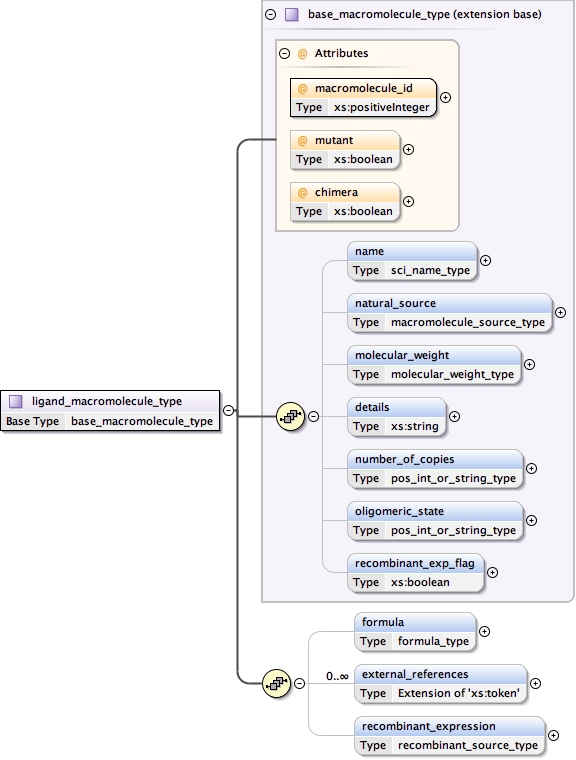 base_macromolecule_type (extension base)
@ Attributes
@ macromolecule_id
Type xs:positiveInteger
@ mutant
Type xs:boolean
@ chimera
Type xs:boolean
name
Type sci_name_type
natural_source
Type macromolecule_source_type
molecular_weight
Type molecular_weight_type
ligand_macromolecule_type
Base Type base_macromolecule_type
details
Type xs:string
number_of_copies
Type pos_int_or_string_type
oligomeric_state
Type pos_int_or_string_type
recombinant_exp_flag
Type xs:boolean
formula
Type formula_type
0..∞
external_references
Type Extension of 'xs:token'
recombinant_expression
Type recombinant_source_type